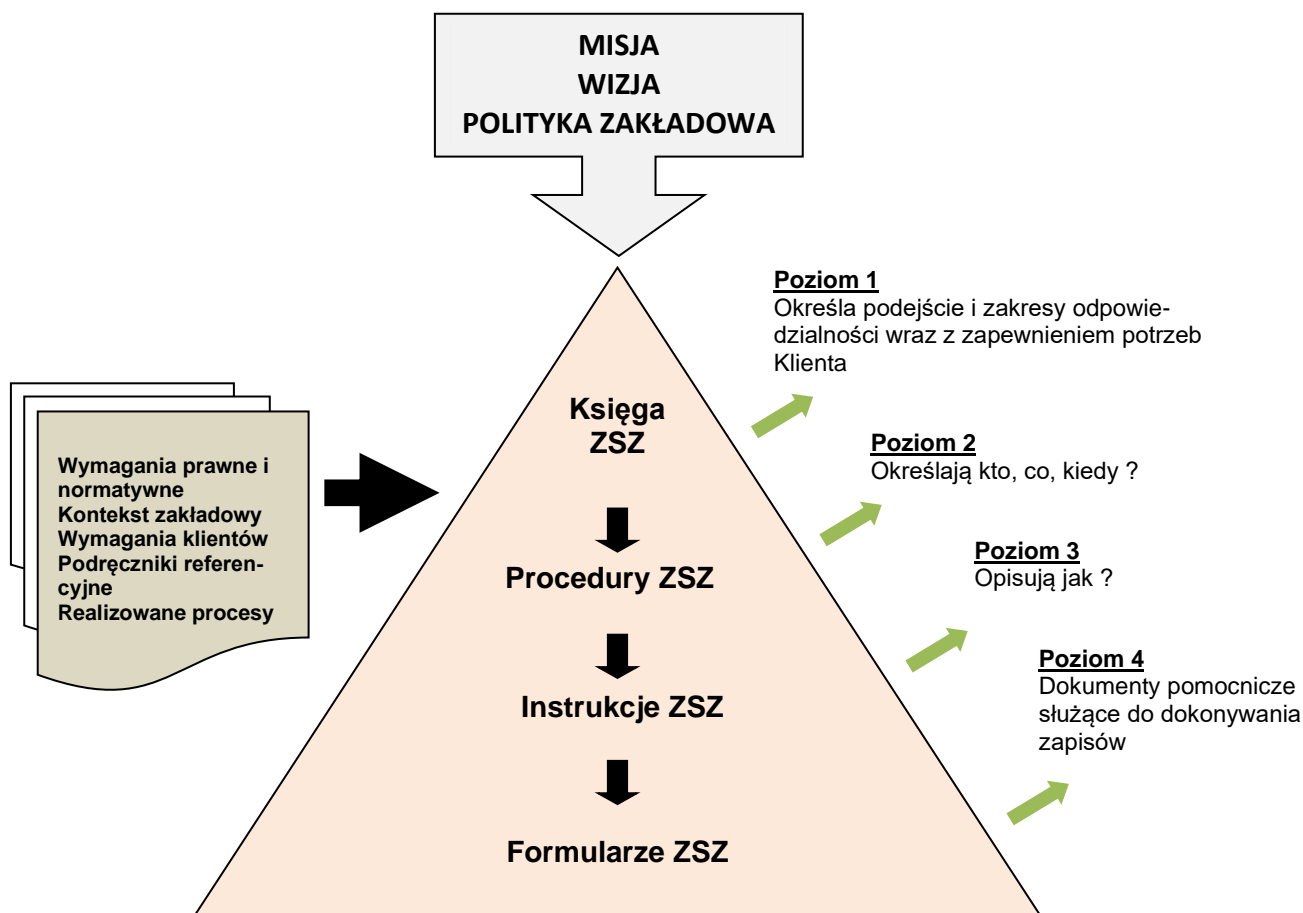 MISJA
WIZJA
POLITYKA ZAKŁADOWA
Poziom 1
Określa podejście i zakresy odpowie-
dzialności wraz z zapewnieniem potrzeb
Klienta
Księga
ZSZ
Poziom 2
Określają kto, co, kiedy ?
Wymagania prawne i
normatywne
Kontekst zakładowy
Wymagania klientów
Podręczniki referen-
cyjne
Realizowane procesy
Poziom 3
Opisują jak ?
Procedury ZSZ
Poziom 4
Dokumenty pomocnicze
służące do dokonywania
zapisów
Instrukcje ZSZ
Formularze ZSZ